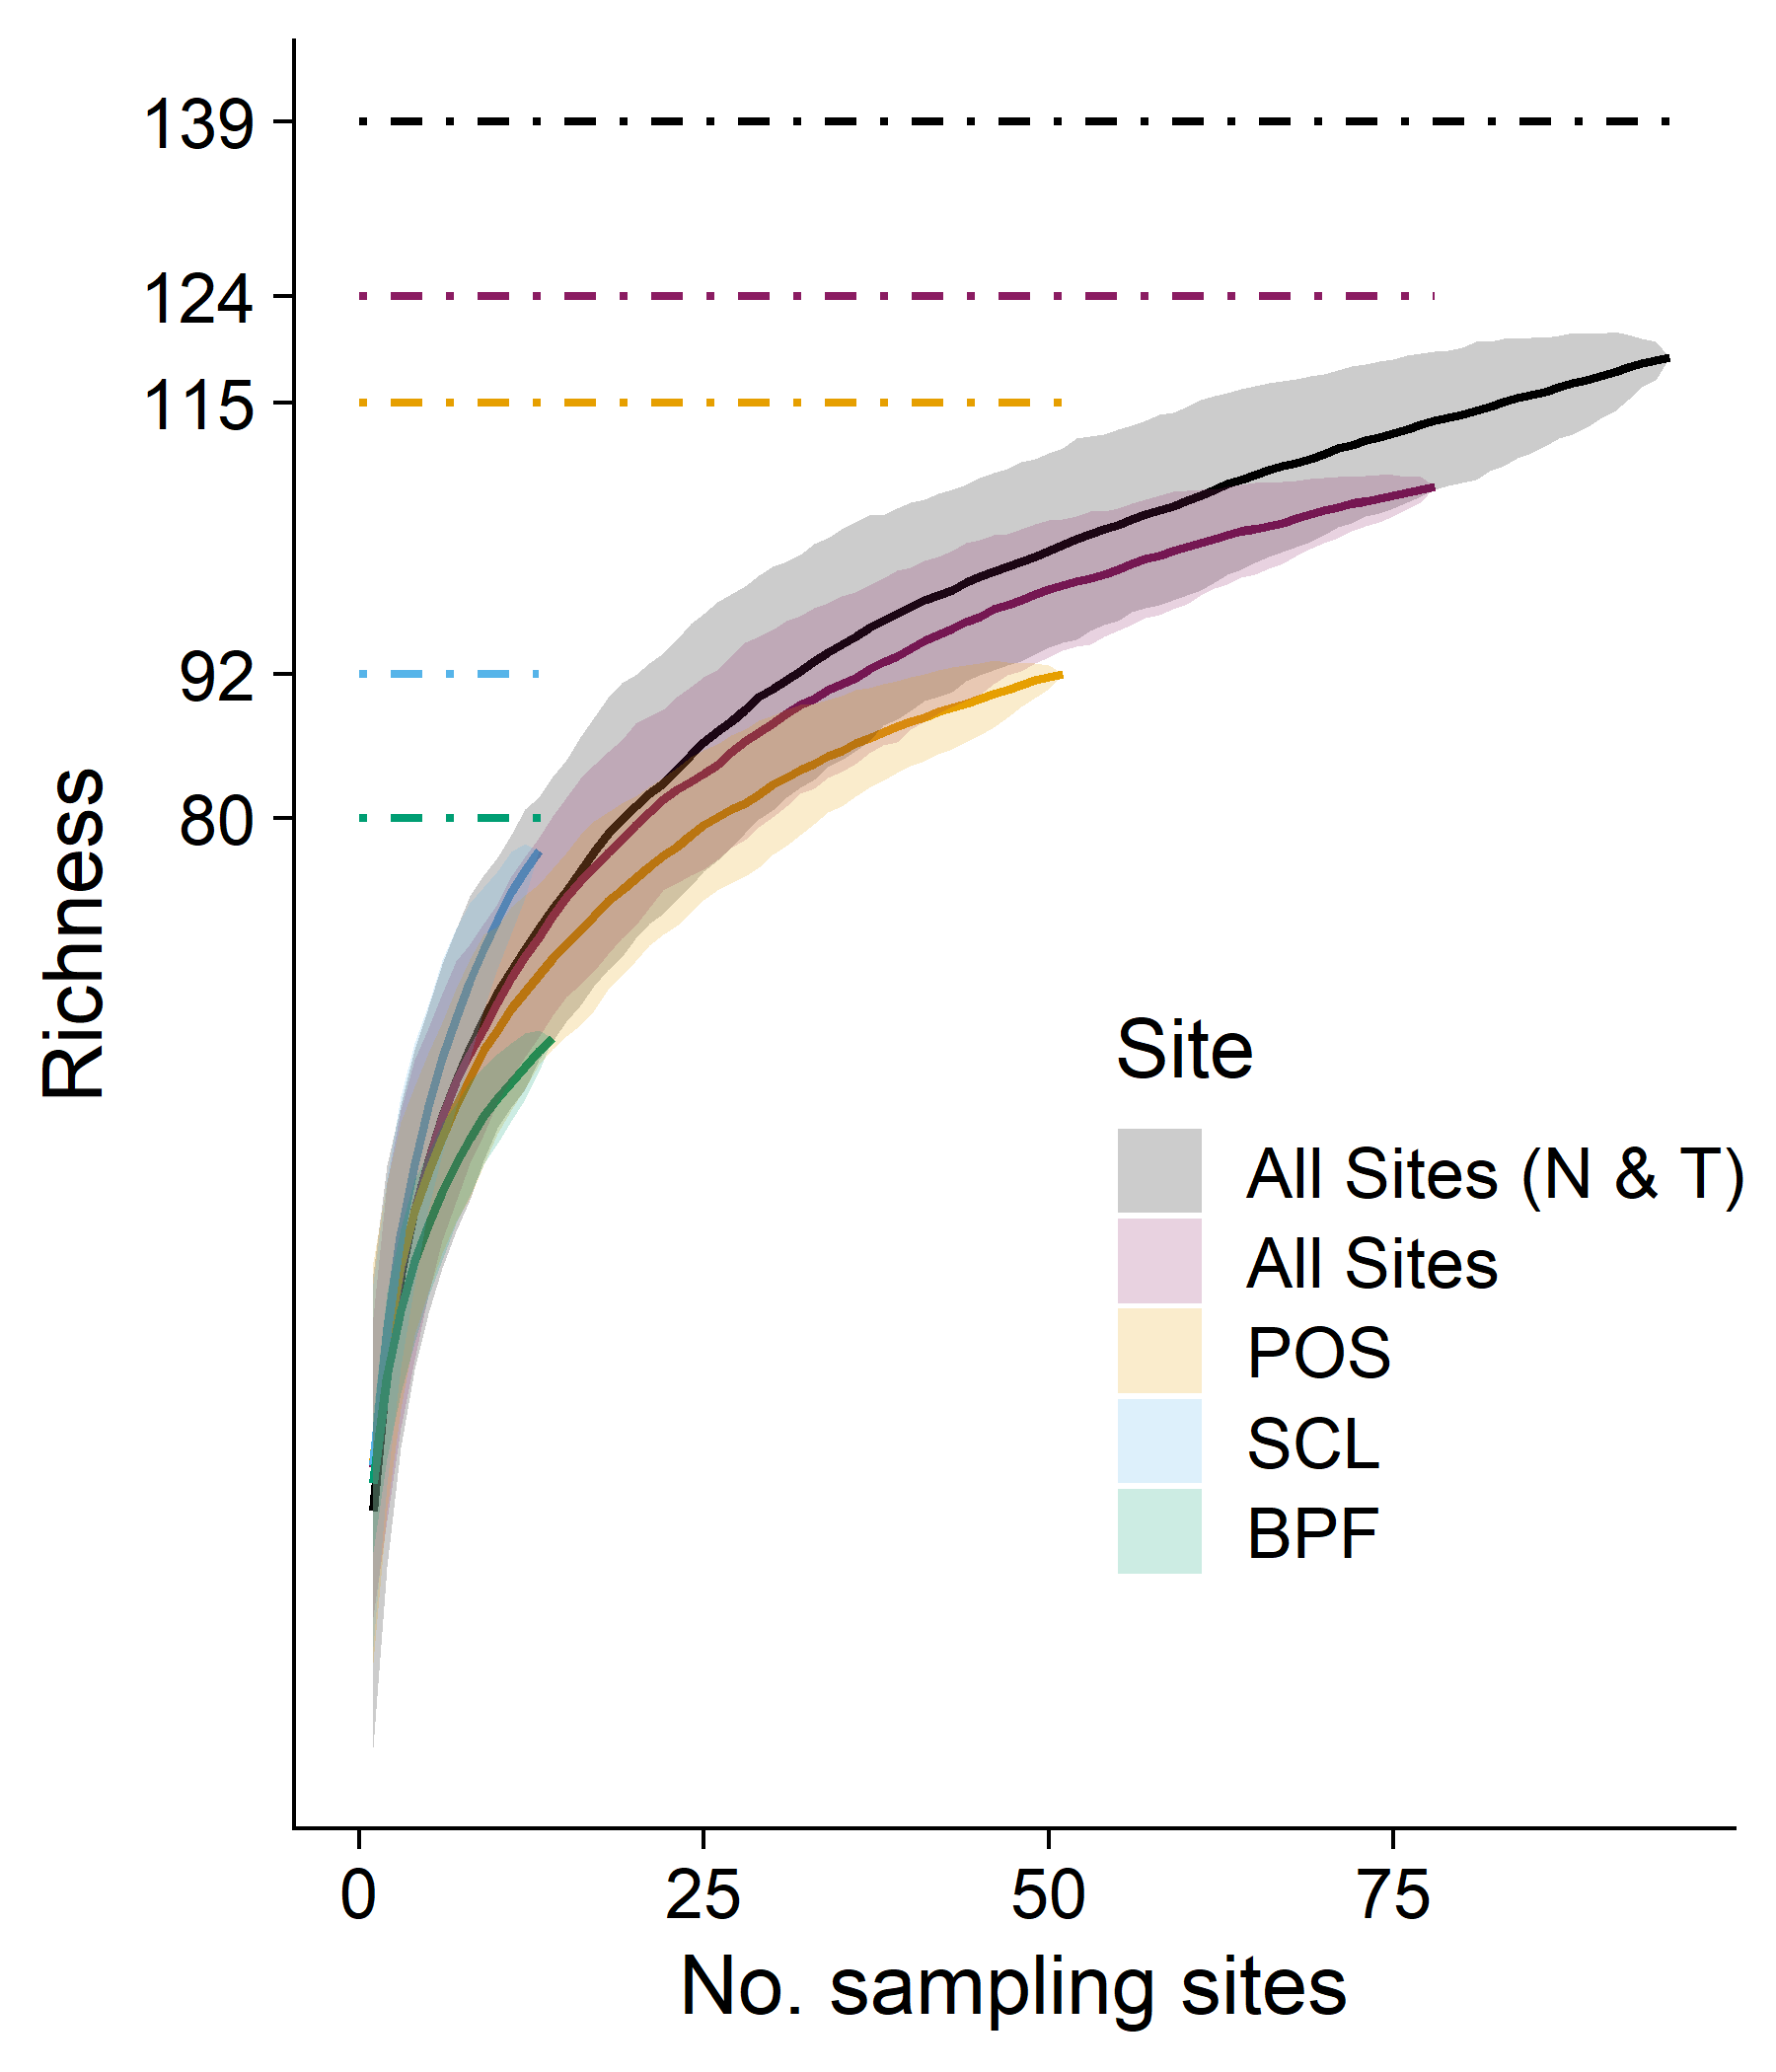 139
124
115
92
80
Richness
Site
All Sites (N & T)
All Sites
POS
SCL
BPF
0 25 50 75
No. sampling sites